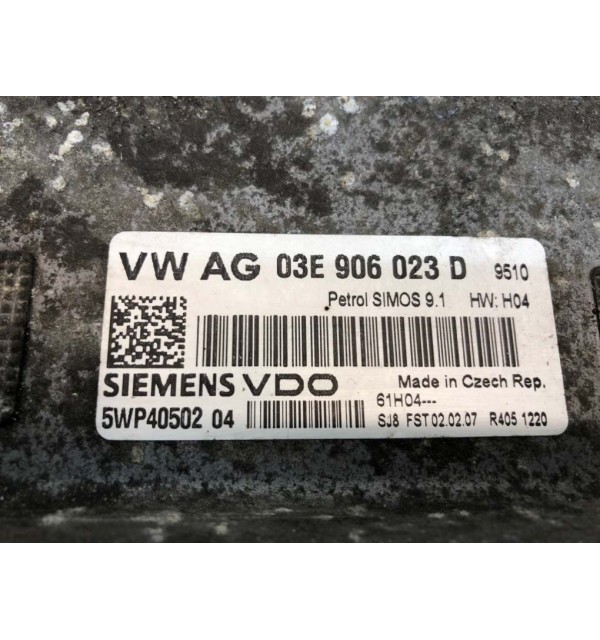 VW AG 03E 906 023 D 9510
Petrol SIMOS 9.1 HW: H04
SIEMENS VDO Made in Czech Rep.
61H04---
5WP40502 04 SJ8 FST 02.02.07 R405 1220